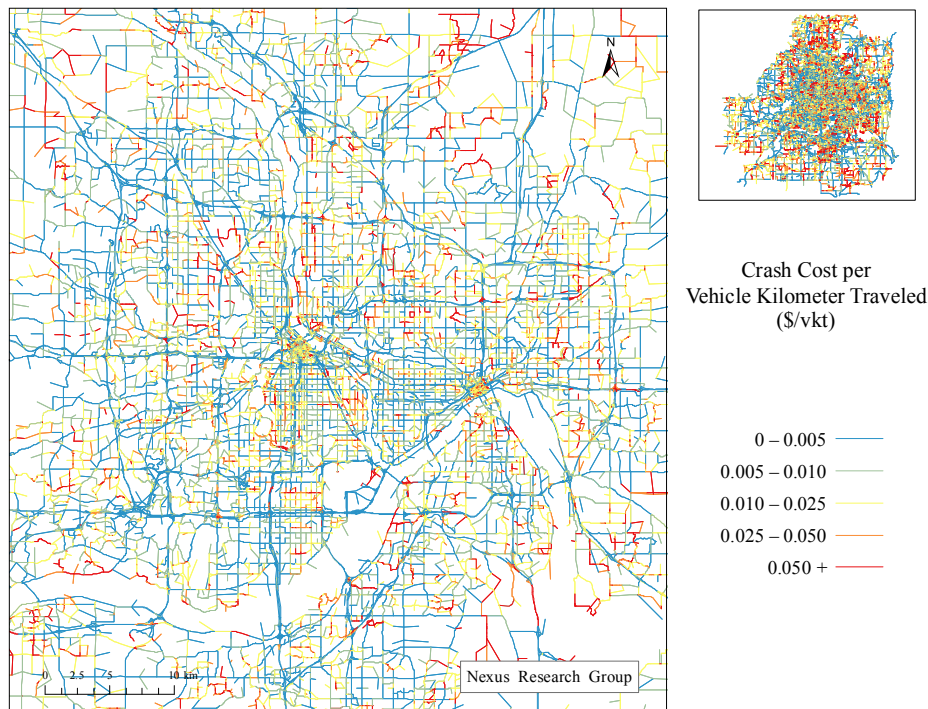 N
Crash Cost per
Vehicle Kilometer Traveled
($/vkt)
0 – 0.005
0.005 – 0.010
0.010 – 0.025
0.025 – 0.050
0.050 +
0 2.5 75 10 km
Nexus Research Group